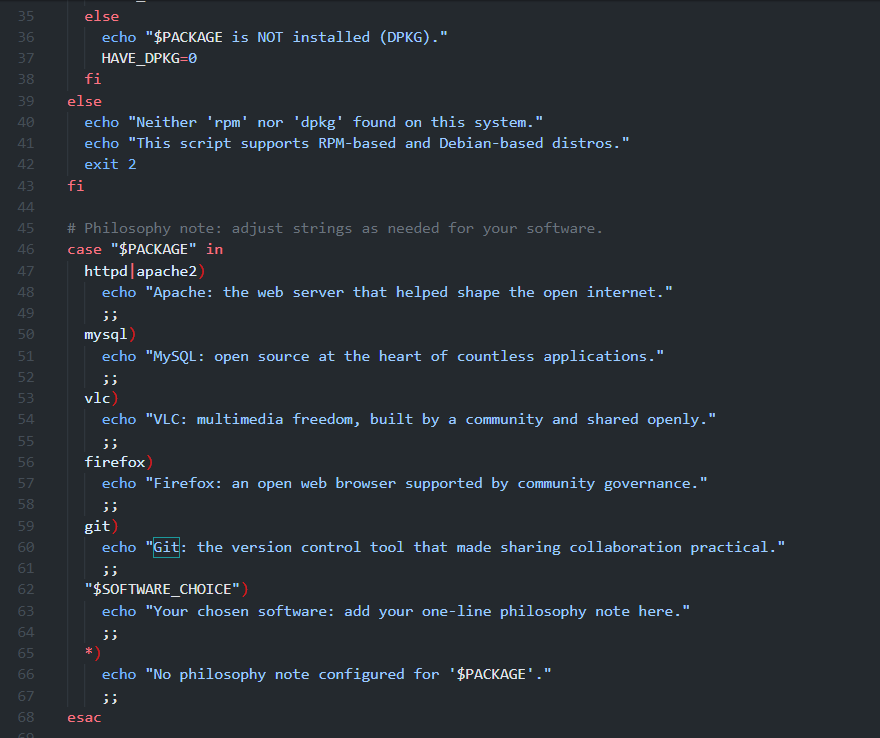 35 else
36 echo "$PACKAGE is NOT installed (DPKG)."
37 HAVE_DPKG=0
38 fi
39 else
40 echo "Neither 'rpm' nor 'dpkg' found on this system."
41 echo "This script supports RPM-based and Debian-based distros."
42 exit 2
43 fi
44
45 # Philosophy note: adjust strings as needed for your software.
46 case "$PACKAGE" in
47 httpd|apache2)
48 echo "Apache: the web server that helped shape the open internet."
49 ;;
50 mysql)
51 echo "MySQL: open source at the heart of countless applications."
52 ;;
53 vlc)
54 echo "VLC: multimedia freedom, built by a community and shared openly."
55 ;;
56 firefox)
57 echo "Firefox: an open web browser supported by community governance."
58 ;;
59 git)
60 echo "Git: the version control tool that made sharing collaboration practical."
61 ;;
62 "$SOFTWARE_CHOICE")
63 echo "Your chosen software: add your one-line philosophy note here."
64 ;;
65 *)
66 echo "No philosophy note configured for '$PACKAGE'."
67 ;;
68 esac